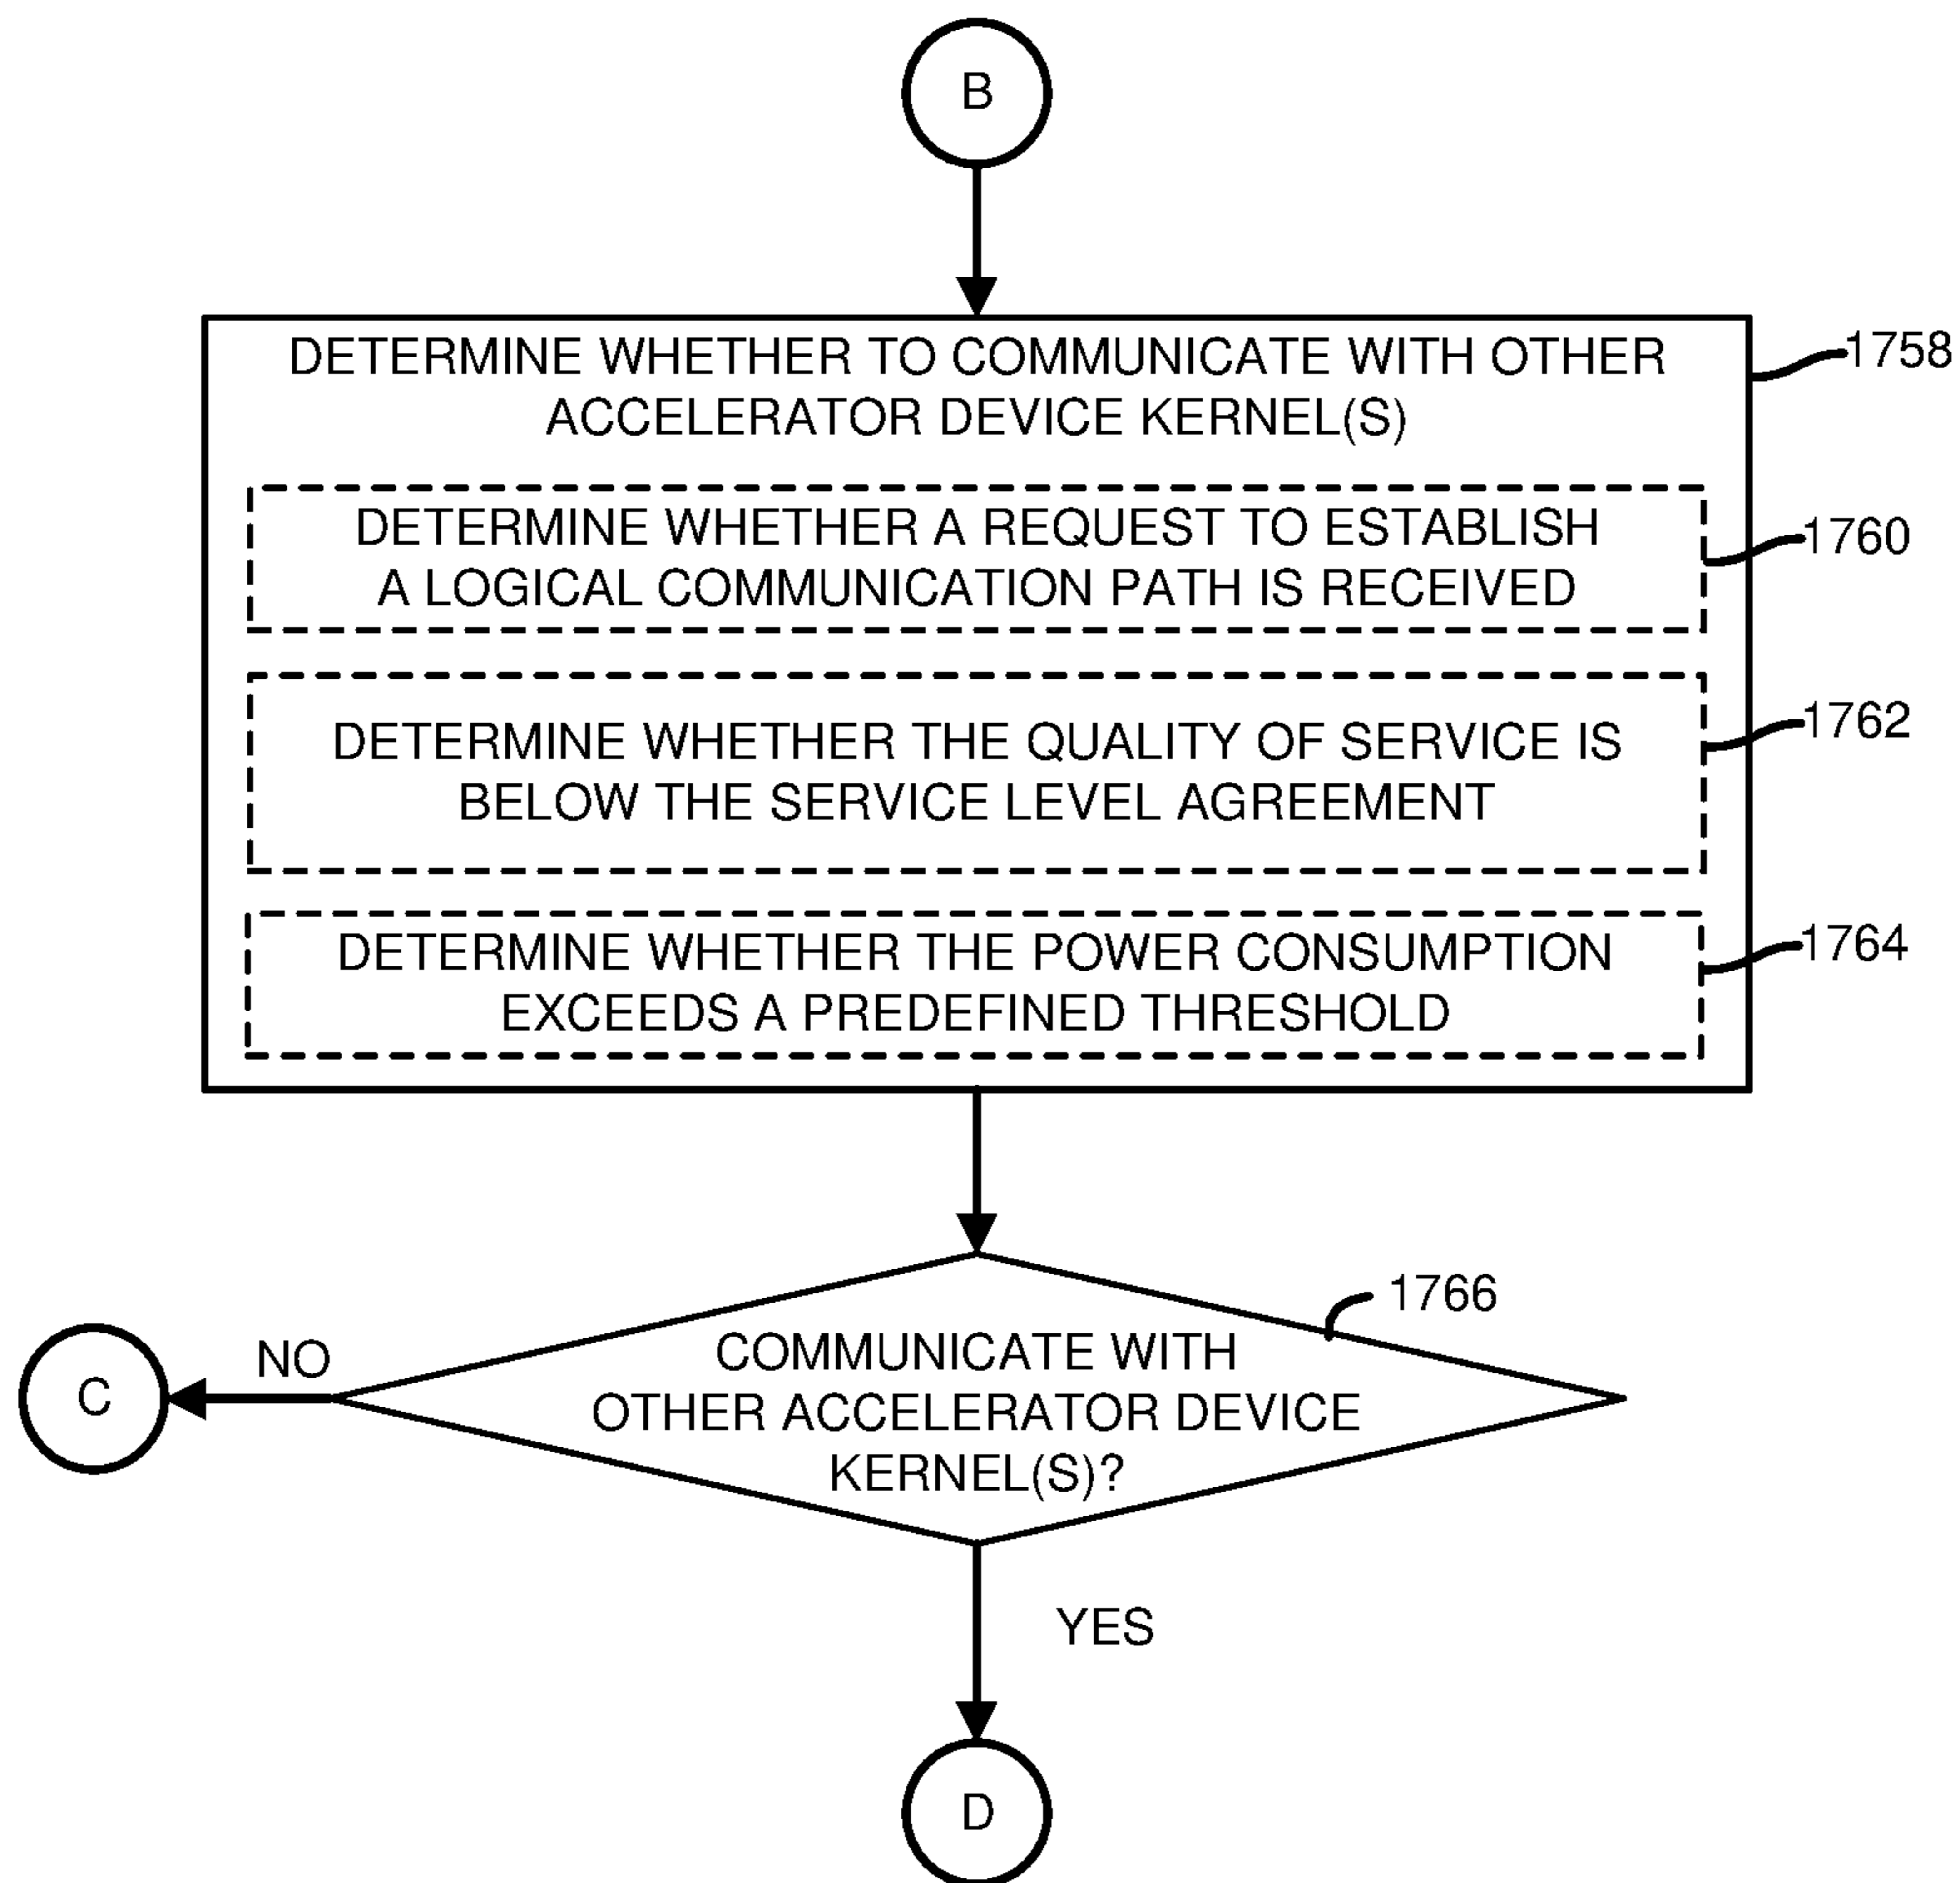 B
DETERMINE WHETHER TO COMMUNICATE WITH OTHER
ACCELERATOR DEVICE KERNEL(S)
1758
DETERMINE WHETHER A REQUEST TO ESTABLISH
A LOGICAL COMMUNICATION PATH IS RECEIVED
1760
DETERMINE WHETHER THE QUALITY OF SERVICE IS
BELOW THE SERVICE LEVEL AGREEMENT
1762
DETERMINE WHETHER THE POWER CONSUMPTION
EXCEEDS A PREDEFINED THRESHOLD
1764
1766
COMMUNICATE WITH
OTHER ACCELERATOR DEVICE
KERNEL(S)?
NO
C
YES
D